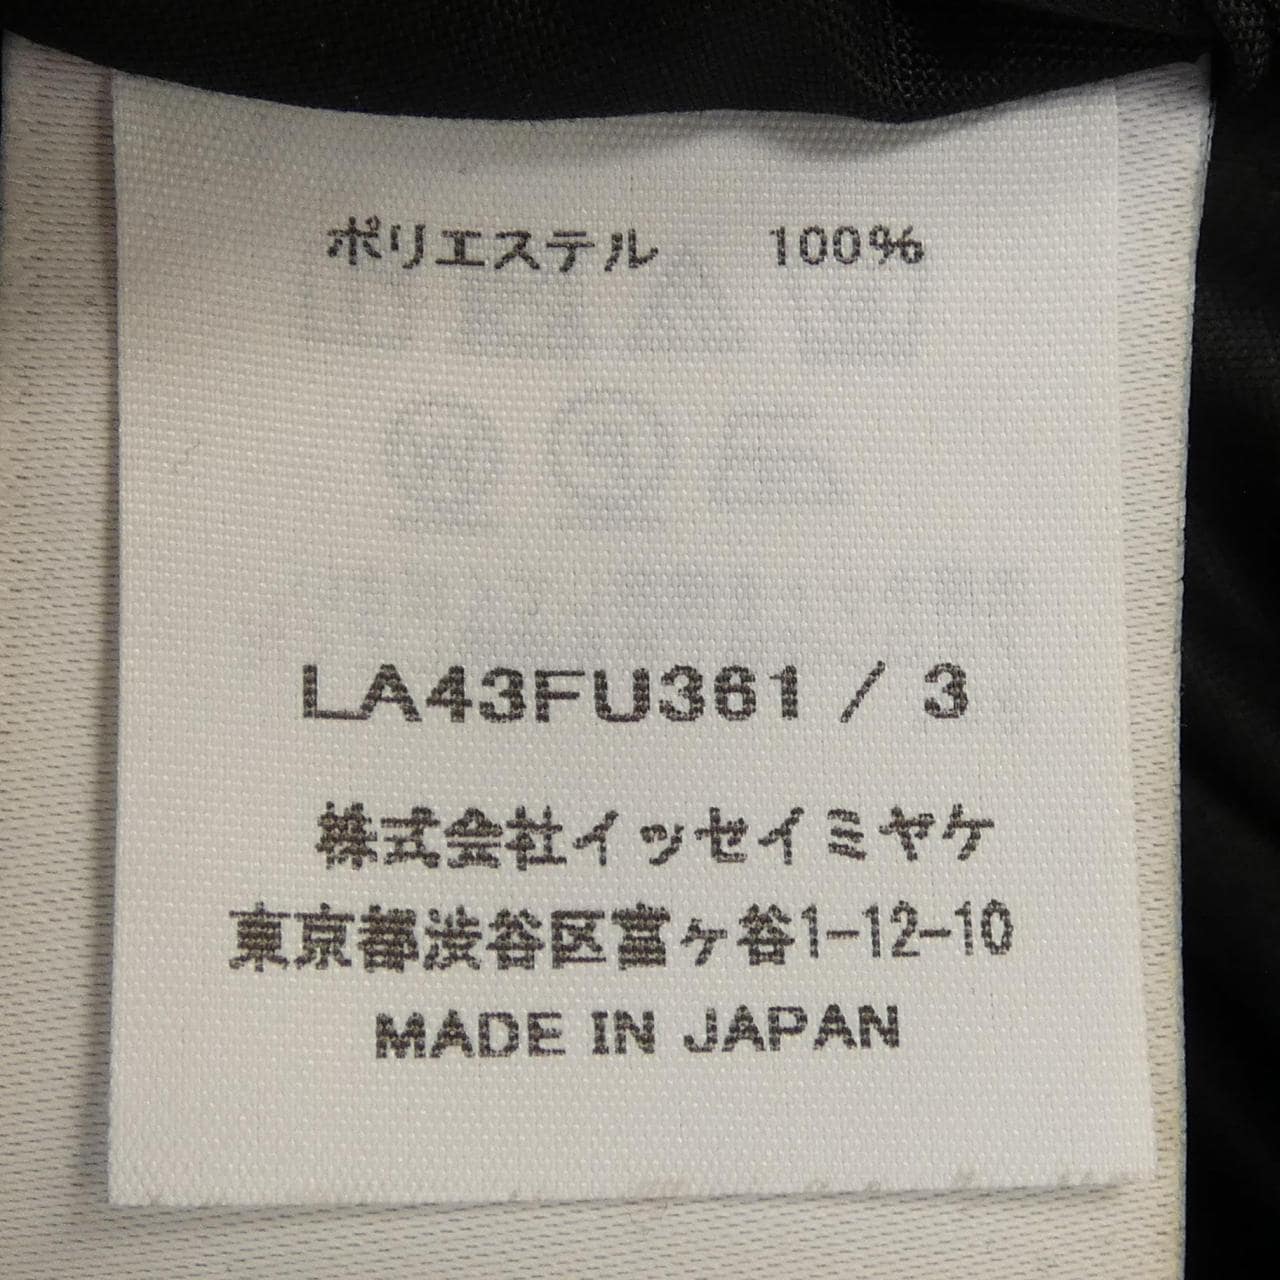 ポリエステル 100%
LA43FU361 / 3
株式会社イッセイミヤケ
東京都渋谷区富ヶ谷1-12-10
MADE IN JAPAN